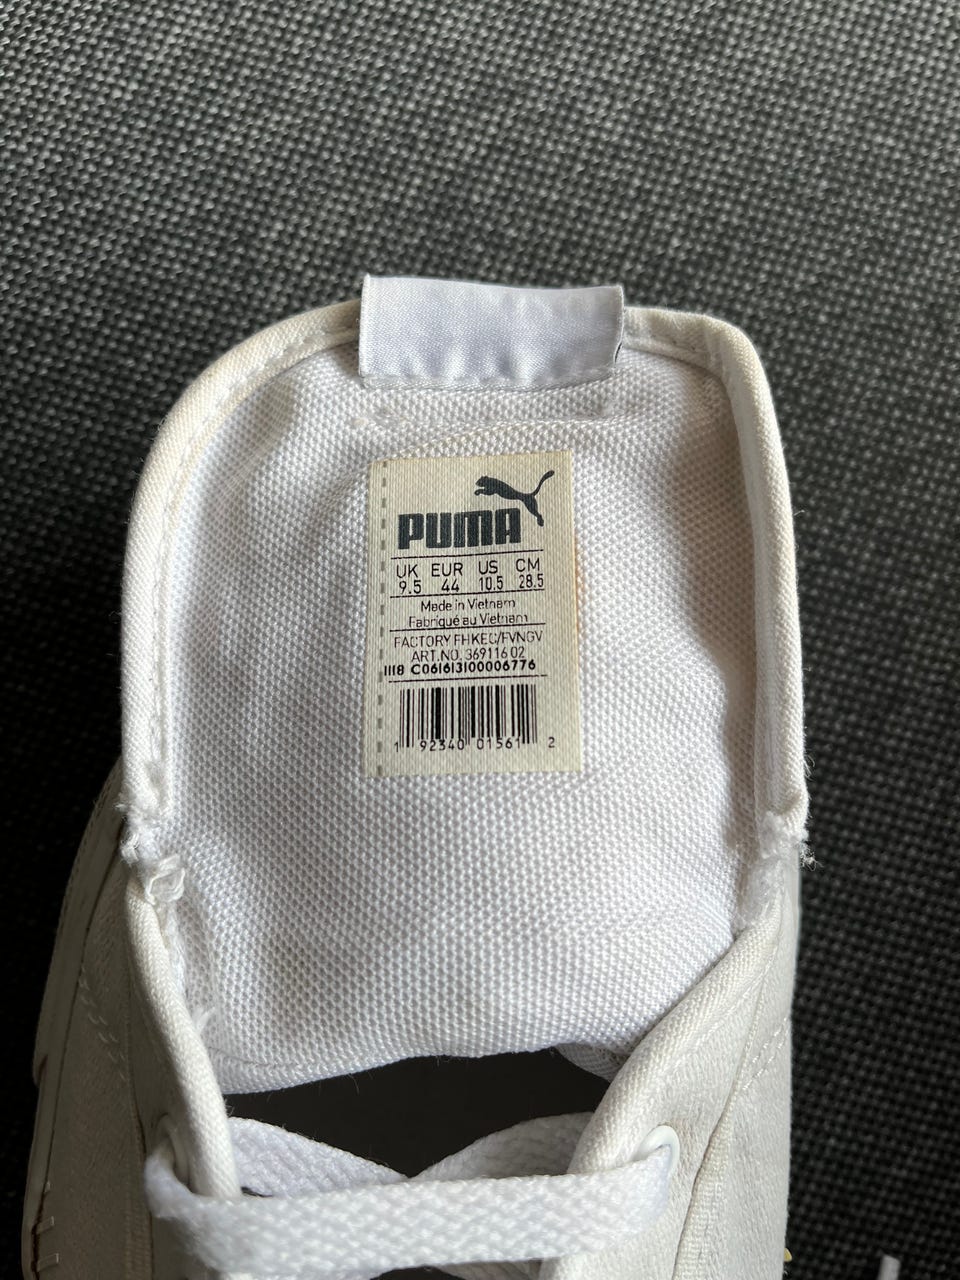 PUMA
UK EUR US CM
9.5 44 10.5 28.5
Made in Vietnam
Fabriqué au Vietnam
FACTORY FHKEC/FVNGV
ART.NO. 369116 02
1118 C061613100006776
1 92340 01561 2